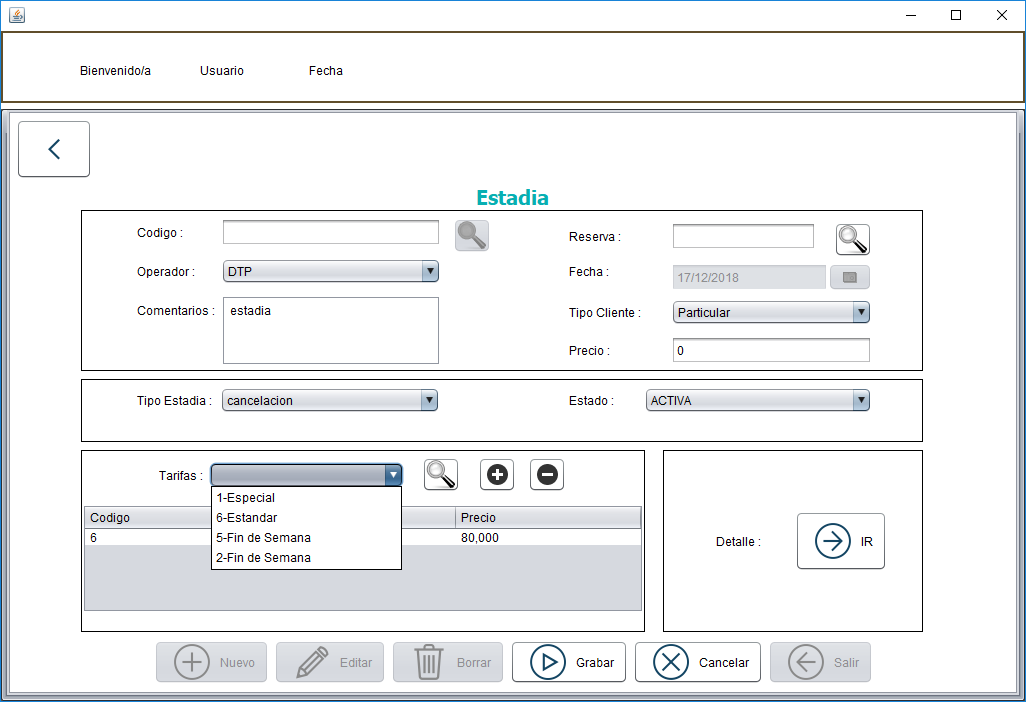 Bienvenido/a Usuario Fecha
Estadia
Codigo :
Reserva :
Operador : DTP
Fecha : 17/12/2018
Comentarios : estadia
Tipo Cliente : Particular
Precio : 0
Tipo Estadia : cancelacion
Estado : ACTIVA
Tarifas :
1-Especial
6-Estandar
5-Fin de Semana
2-Fin de Semana
Codigo Precio
6 80,000
Detalle : IR
Nuevo Editar Borrar Grabar Cancelar Salir